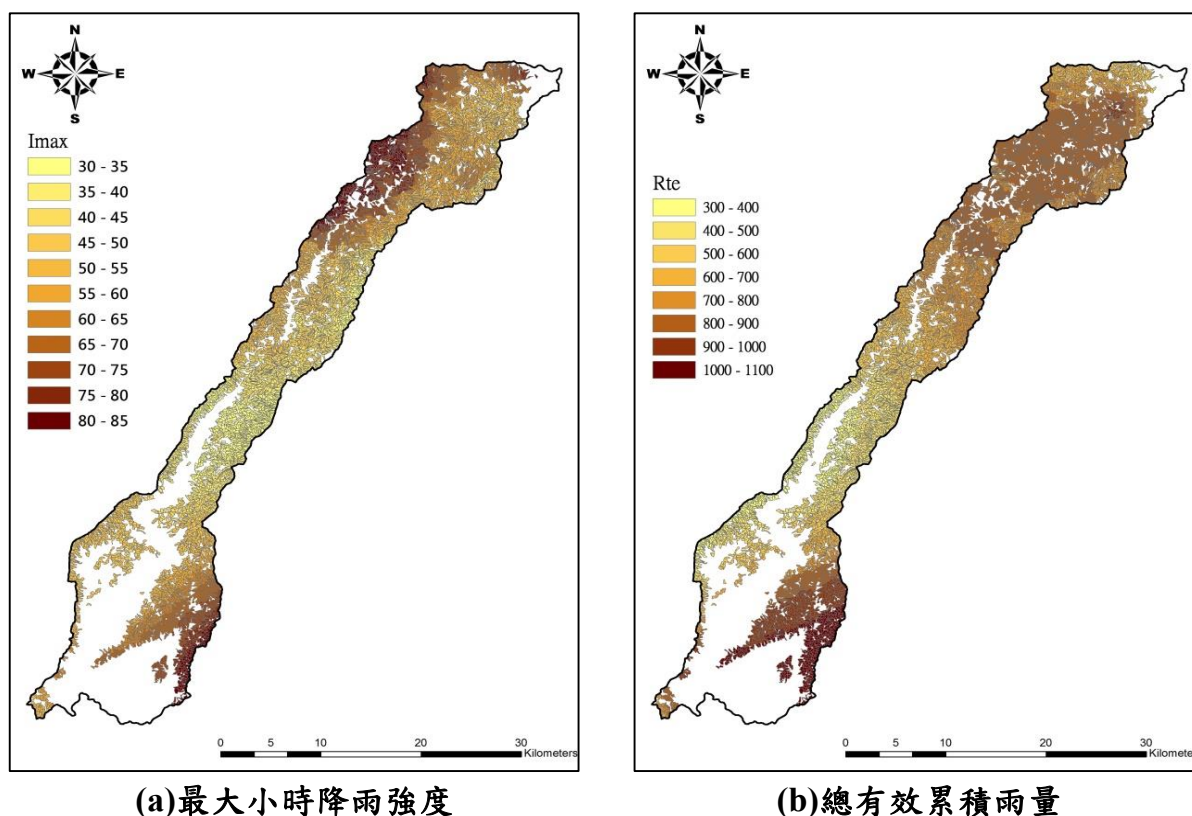 N
W E
S
Imax
30 - 35
35 - 40
40 - 45
45 - 50
50 - 55
55 - 60
60 - 65
65 - 70
70 - 75
75 - 80
80 - 85
0 5 10 20 30
Kilometers
(a)最大小時降雨強度
N
W E
S
Rte
300 - 400
400 - 500
500 - 600
600 - 700
700 - 800
800 - 900
900 - 1000
1000 - 1100
0 5 10 20 30
Kilometers
(b)總有效累積雨量